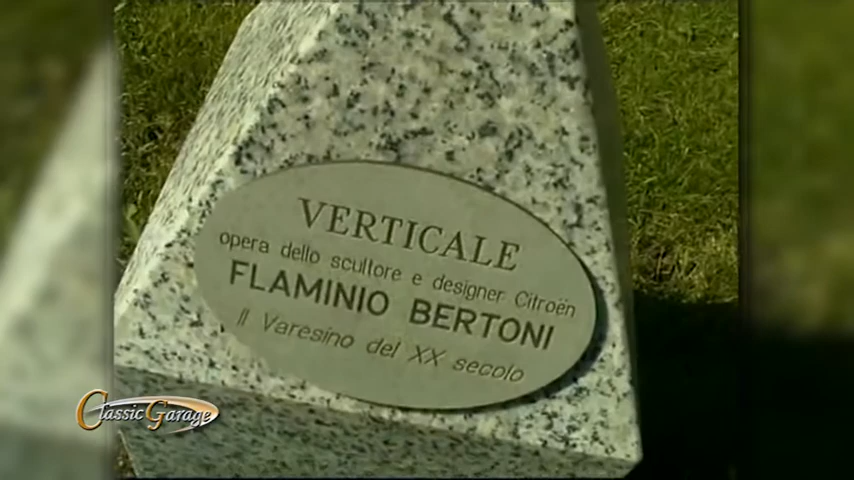 VERTICALE
opera dello scultore e designer Citroën
FLAMINIO BERTONI
Il Varesino del XX secolo
Classic Garage